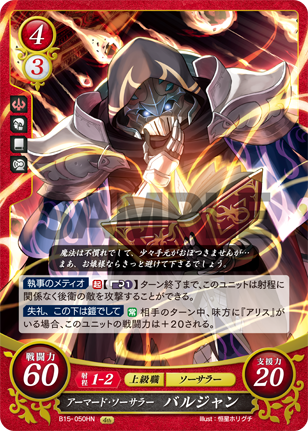 4
3
魔法は不慣れでして、少々手元がおぼつきませんが…
まあ、お嬢様ならきっと避けて下さるでしょう。
執事のメディオ 起 【1】ターン終了まで、このユニットは射程
に関係なく後衛の敵を攻撃することができる。
失礼、この下は鎧でして 常 相手のターン中、味方に『アリス』が
いる場合、このユニットの戦闘力は+20される。
戦闘力
60
射程 1-2 上級職 ソーサラー
支援力
20
アーマード・ソーサラー バルジャン
B15-050HN
Illust:恒星ホリグチ